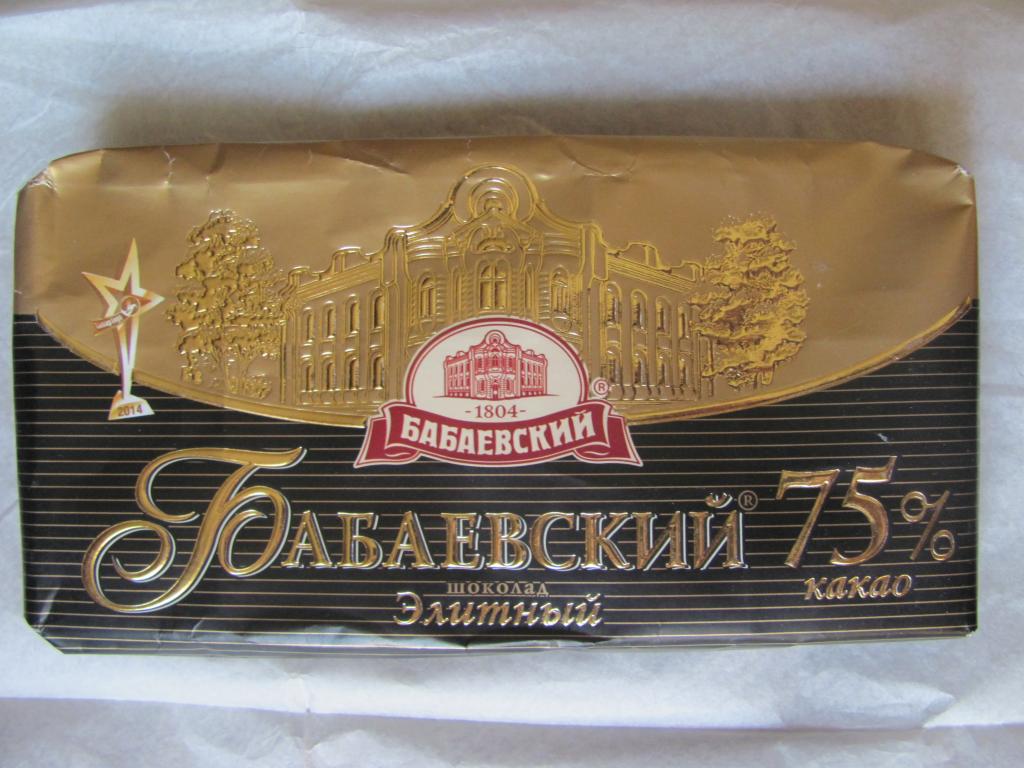 2014
-1804-
®
БАБАЕВСКИЙ
БАБАЕВСКИЙ® 75%
шоколад
какао
Элитный